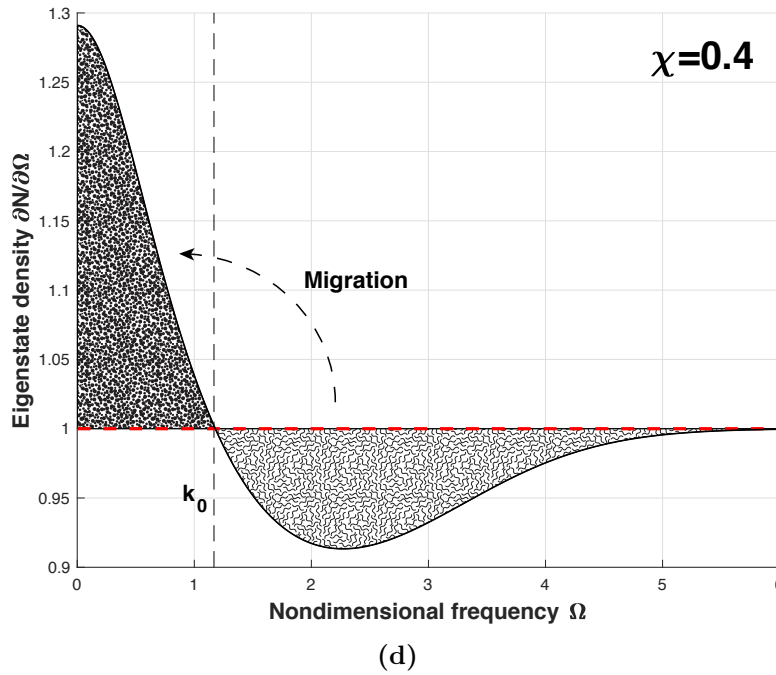 1.3
χ=0.4
1.25
1.2
1.15
Migration
1.1
1.05
1
0.95
k0
0.9
Eigenstate density ∂N/∂Ω
0 1 2 3 4 5 6
Nondimensional frequency Ω
(d)